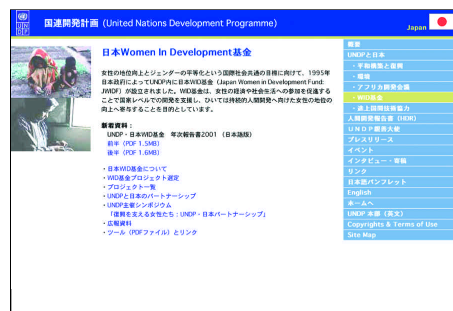 UN
DP
国連開発計画 (United Nations Development Programme)
Japan
日本Women In Development基金
女性の地位向上とジェンダーの平等化という国際社会共通の目標に向けて、1995年
日本政府によってUNDP内に日本WID基金（Japan Women in Development Fund:
JWIDF）が設立されました。WID基金は、女性の経済や社会生活への参加を促進する
ことで国家レベルでの開発を支援し、ひいては持続的人間開発へ向けた女性の地位の
向上へ寄与することを目的としています。
新着資料：
UNDP・日本WID基金　年次報告書2001 （日本語版）
前半（PDF 1.5MB）
後半（PDF 1.6MB）
・日本WID基金について
・WID基金プロジェクト選定
・プロジェクト一覧
・UNDPと日本のパートナーシップ
・UNDP主催シンポジウム
「復興を支える女性たち：UNDP・日本パートナーシップ」
・広報資料
・ツール（PDFファイル）とリンク
概要
UNDPと日本
・平和構築と復興
・環境
・アフリカ開発会議
・WID基金
・途上国間技術協力
人間開発報告書（HDR）
UNDP親善大使
プレスリリース
イベント
インタビュー・寄稿
リンク
日本語パンフレット
English
ホームへ
UNDP 本部（英文）
Copyrights & Terms of Use
Site Map